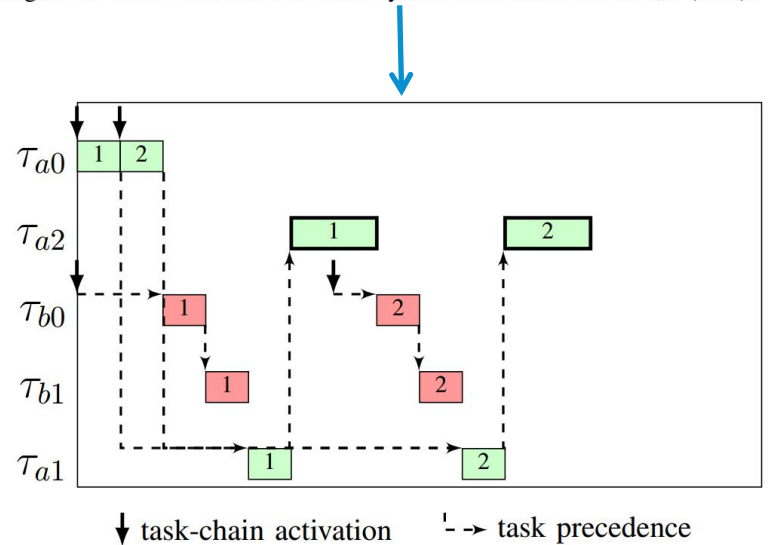 τa0 1 2
τa2 1 2
τb0 1 2
τb1 1 2
τa1 1 2
task-chain activation task precedence